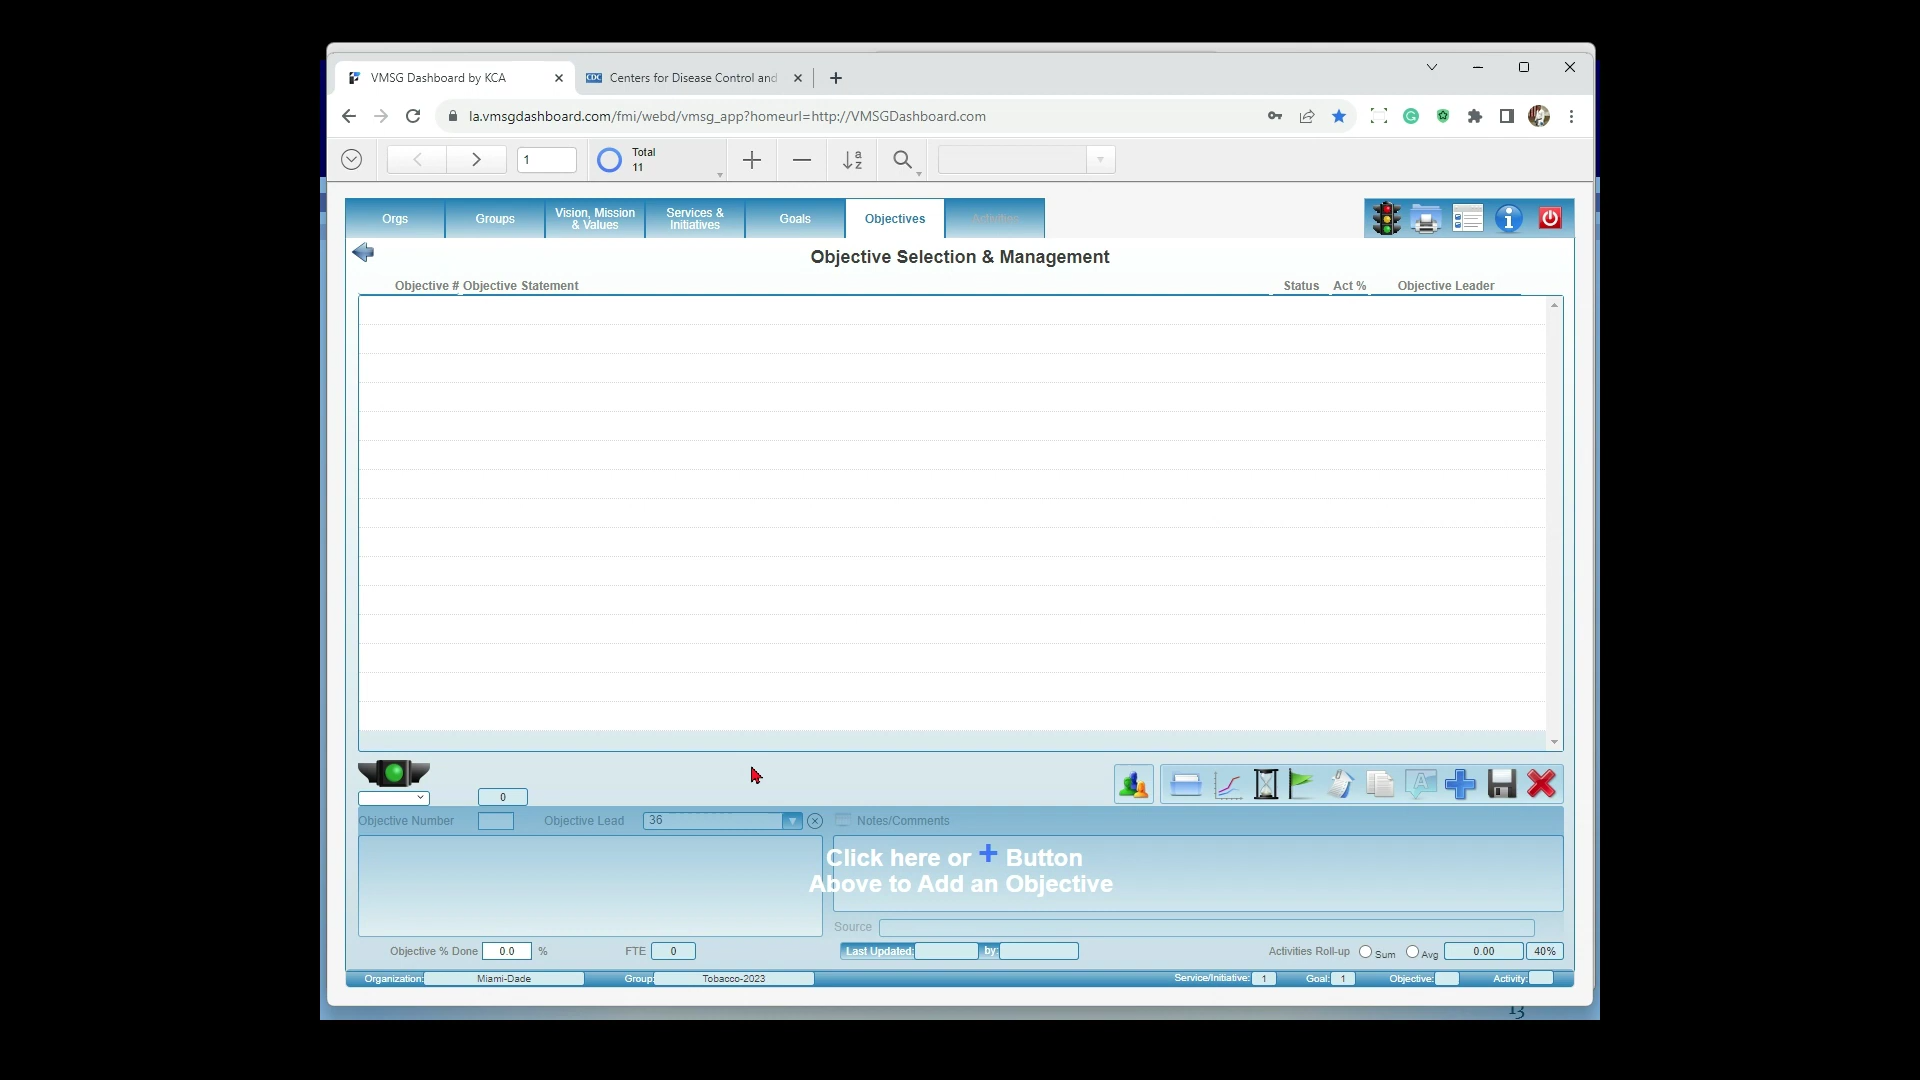 VMSG Dashboard by KCA
Centers for Disease Control and
la.vmsgdashboard.com/fmi/webd/vmsg_app?homeurl=http://VMSGDashboard.com
1
Total
11
Orgs
Groups
Vision, Mission
& Values
Services &
Initiatives
Goals
Objectives
Activities
Objective Selection & Management
Objective # Objective Statement
Status Act % Objective Leader
0
Objective Number
Objective Lead 36
Notes/Comments
Click here or + Button
Above to Add an Objective
Source
Objective % Done 0.0 %
FTE 0
Last Updated: by:
Activities Roll-up Sum Avg 0.00 40%
Organization: Miami-Dade
Group: Tobacco-2023
Service/Initiative: 1
Goal: 1
Objective:
Activity:
13